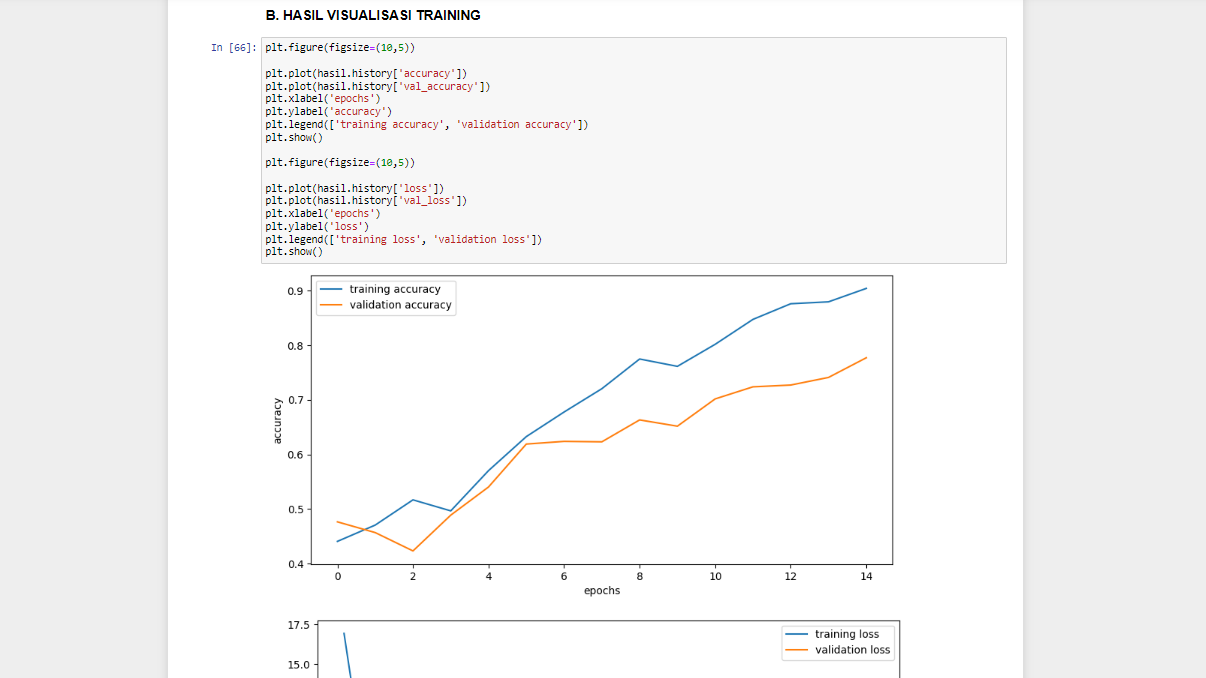 B. HASIL VISUALISASI TRAINING
In [66]: plt.figure(figsize=(10,5))
plt.plot(hasil.history['accuracy'])
plt.plot(hasil.history['val_accuracy'])
plt.xlabel('epochs')
plt.ylabel('accuracy')
plt.legend(['training accuracy', 'validation accuracy'])
plt.show()
plt.figure(figsize=(10,5))
plt.plot(hasil.history['loss'])
plt.plot(hasil.history['val_loss'])
plt.xlabel('epochs')
plt.ylabel('loss')
plt.legend(['training loss', 'validation loss'])
plt.show()
training accuracy
validation accuracy
0.9
0.8
0.7
0.6
0.5
0.4
accuracy
0 2 4 6 8 10 12 14
epochs
17.5
15.0
training loss
validation loss